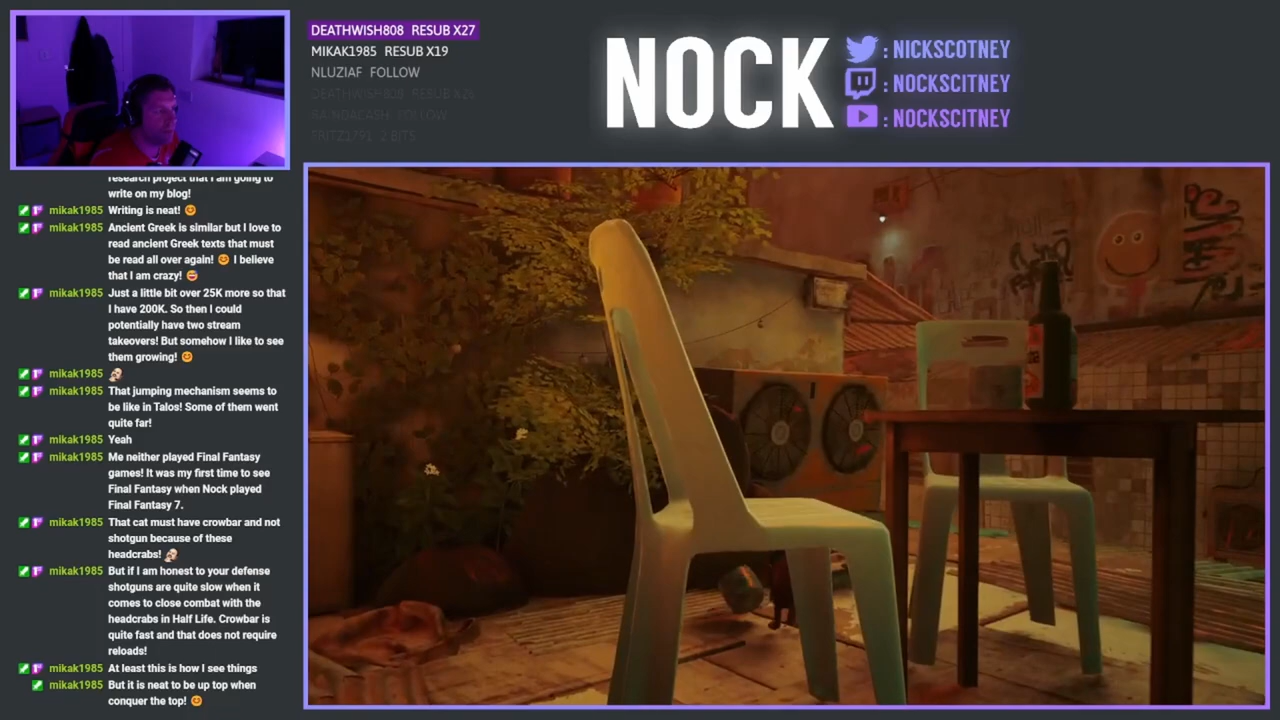 DEATHWISH808 RESUB X27
MIKAK1985 RESUB X19
NLUZIAF FOLLOW
DEATHWISH808 RESUB X26
FRITZ1791 2 BITS
NOCK
: NICKSCOTNEY
: NOCKSCITNEY
: NOCKSCITNEY
research project that I am going to
write on my blog!
mikak1985 Writing is neat! 😊
mikak1985 Ancient Greek is similar but I love to
read ancient Greek texts that must
be read all over again! 😊 I believe
that I am crazy! 😅
mikak1985 Just a little bit over 25K more so that
I have 200K. So then I could
potentially have two stream
takeovers! But somehow I like to see
them growing! 😊
mikak1985
mikak1985 That jumping mechanism seems to
be like in Talos! Some of them went
quite far!
mikak1985 Yeah
mikak1985 Me neither played Final Fantasy
games! It was my first time to see
Final Fantasy when Nock played
Final Fantasy 7.
mikak1985 That cat must have crowbar and not
shotgun because of these
headcrabs!
mikak1985 But if I am honest to your defense
shotguns are quite slow when it
comes to close combat with the
headcrabs in Half Life. Crowbar is
quite fast and that does not require
reloads!
mikak1985 At least this is how I see things
mikak1985 But it is neat to be up top when
conquer the top! 😊